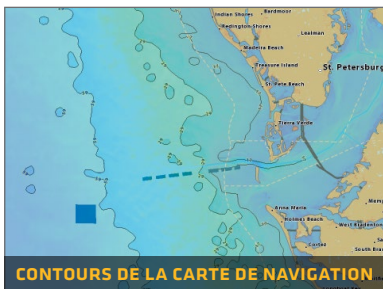 Indian Shores
Bardmoor
Redington Shores
Lealman
Madeira Beach
Treasure Island
St. Petersburg
St. Pete Beach
Tierra Verde
Anna Maria
Holmes Beach
West Bradenton
Cortez
South Bra
CONTOURS DE LA CARTE DE NAVIGATION